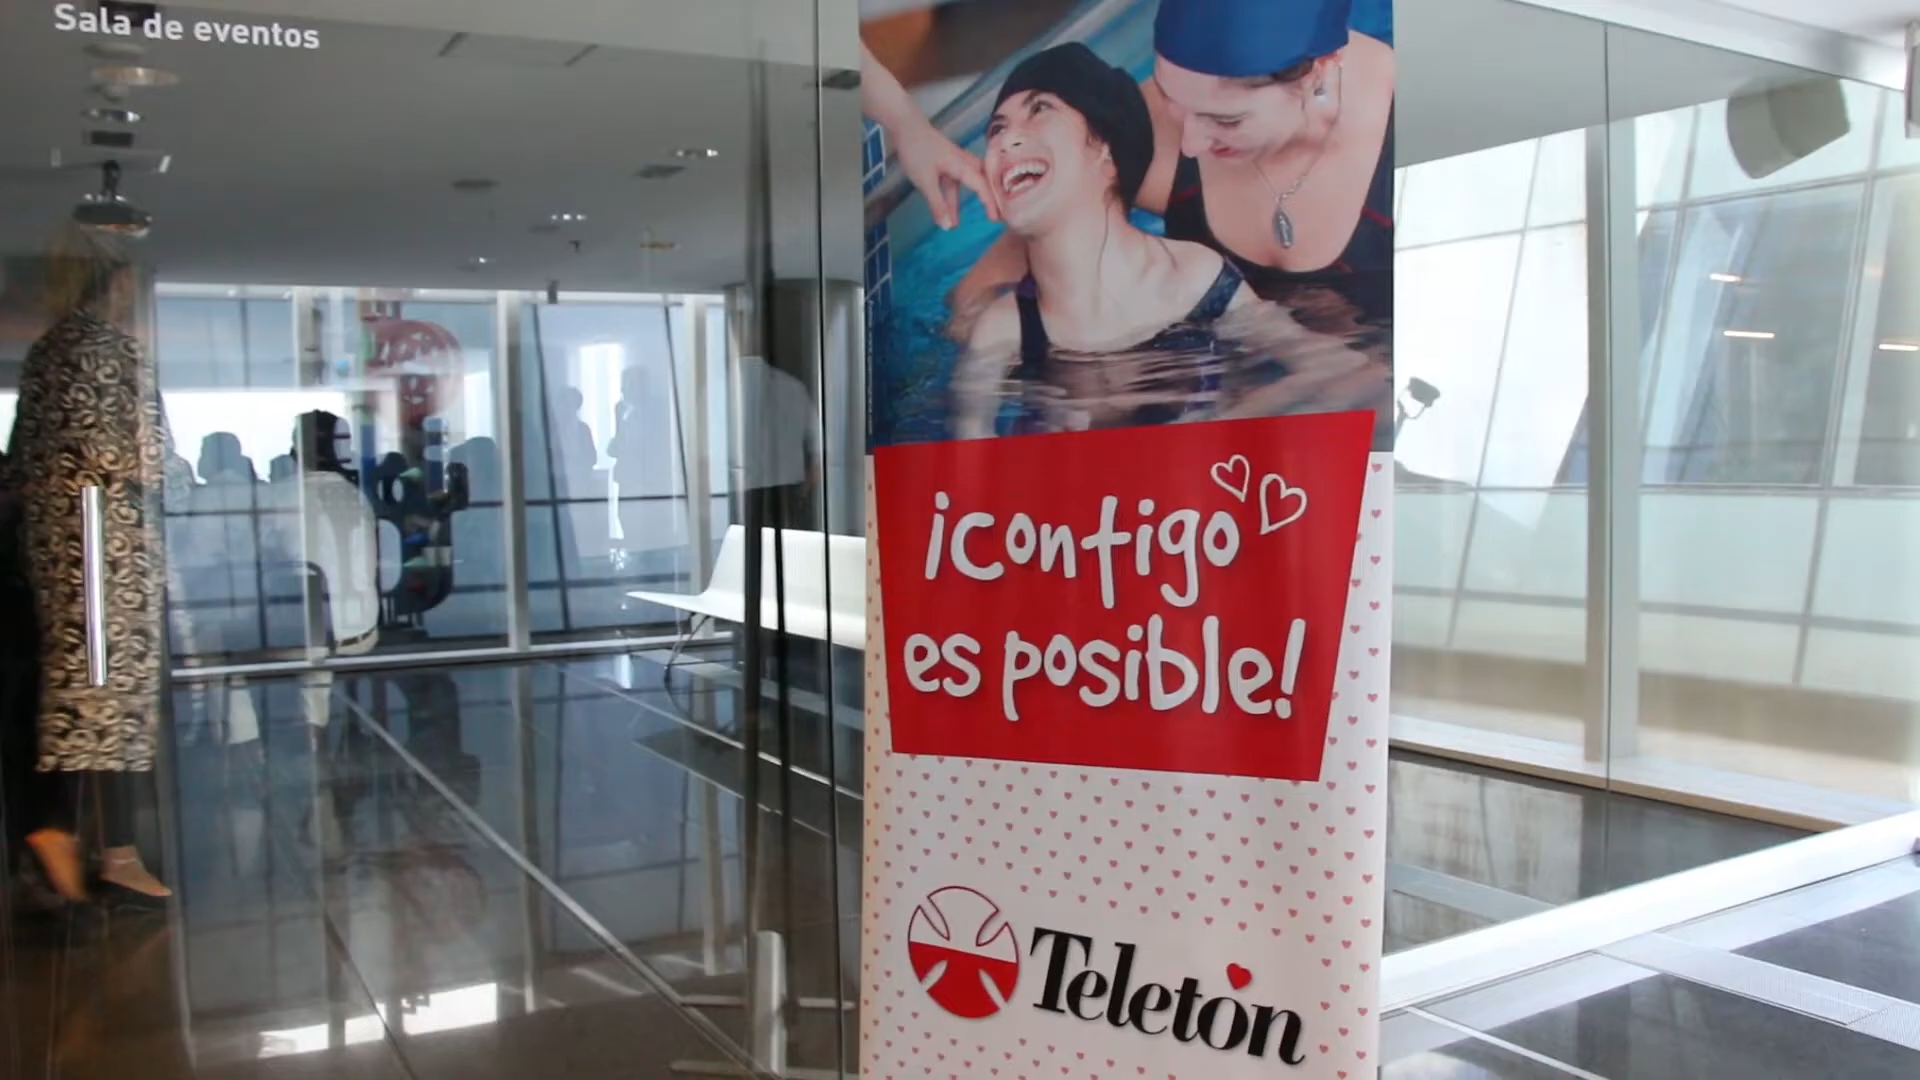 Sala de eventos
¡contigo
es posible!
Teletón